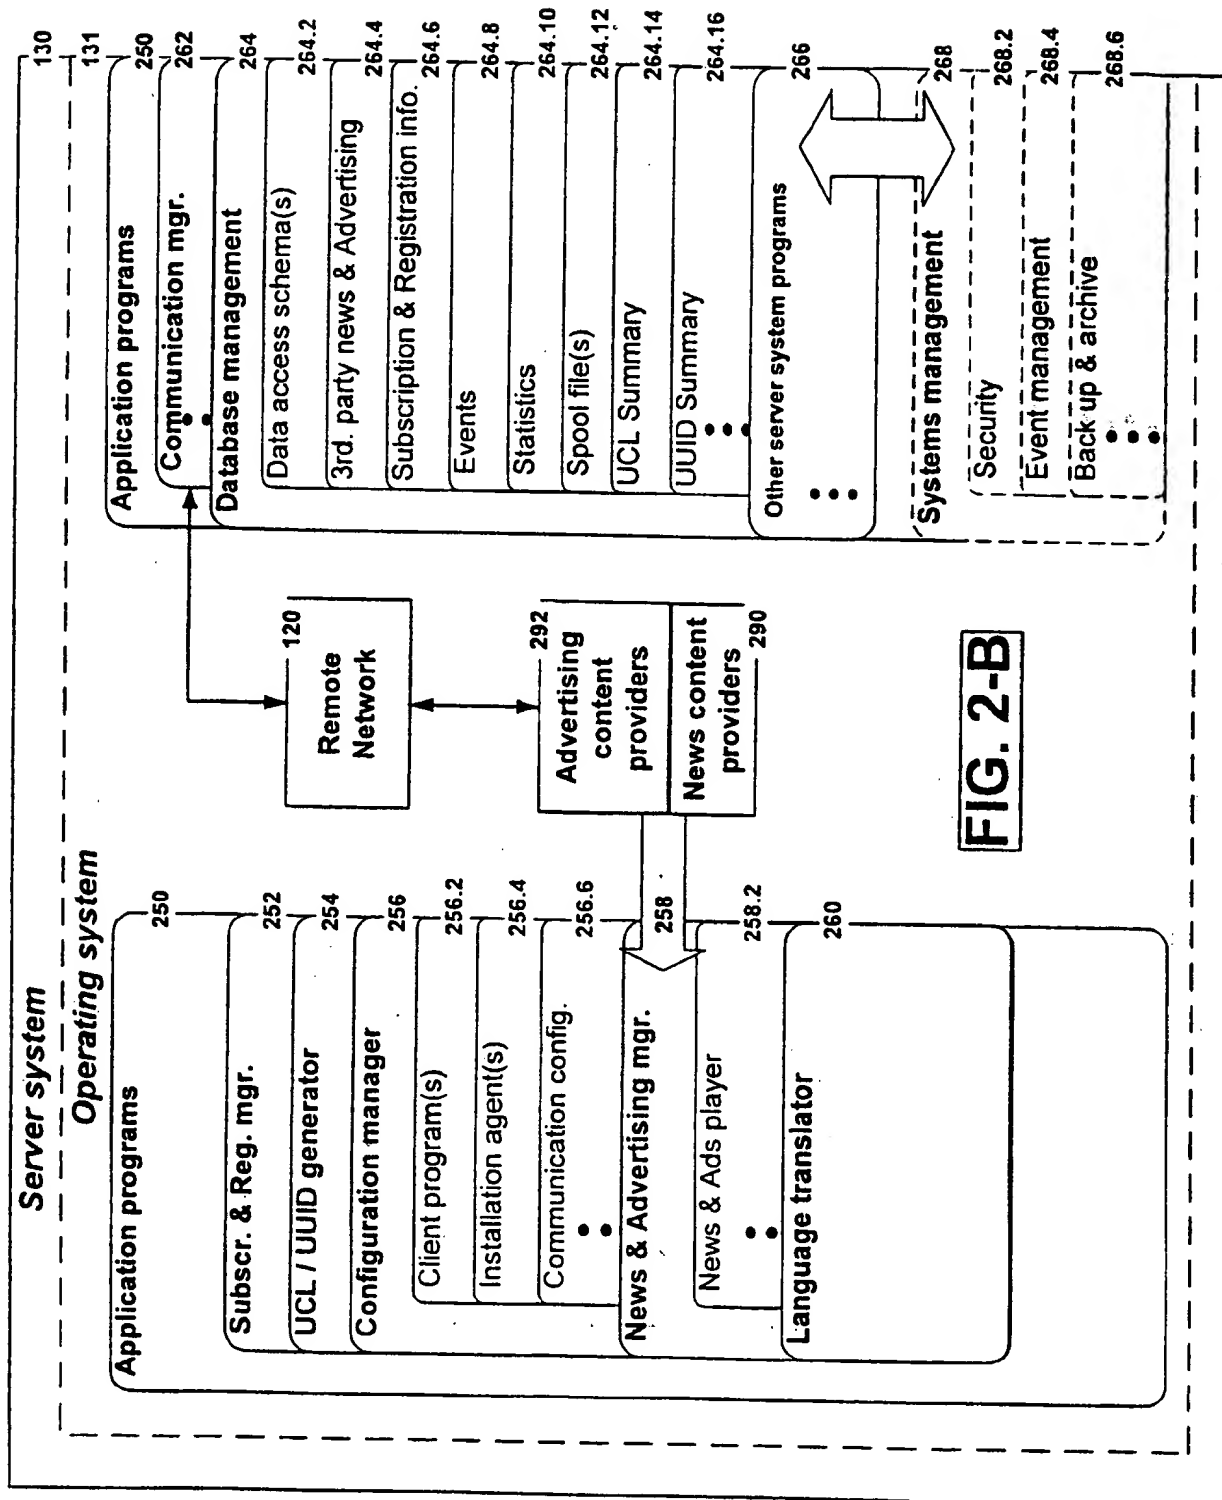 Server system
130
Operating system
131
Application programs
250
Subscr. & Reg. mgr.
252
UCL / UUID generator
254
Configuration manager
256
Client program(s)
256.2
Installation agent(s)
256.4
Communication config.
256.6
News & Advertising mgr.
258
News & Ads player
258.2
Language translator
260
Remote
Network
120
Advertising
content
providers
292
News content
providers
290
Application programs
250
Communication mgr.
262
Database management
264
Data access schema(s)
264.2
3rd. party news & Advertising
264.4
Subscription & Registration info.
264.6
Events
264.8
Statistics
264.10
Spool file(s)
264.12
UCL Summary
264.14
UUID Summary
264.16
Other server system programs
266
Systems management
268
Security
268.2
Event management
268.4
Back up & archive
268.6
FIG. 2-B